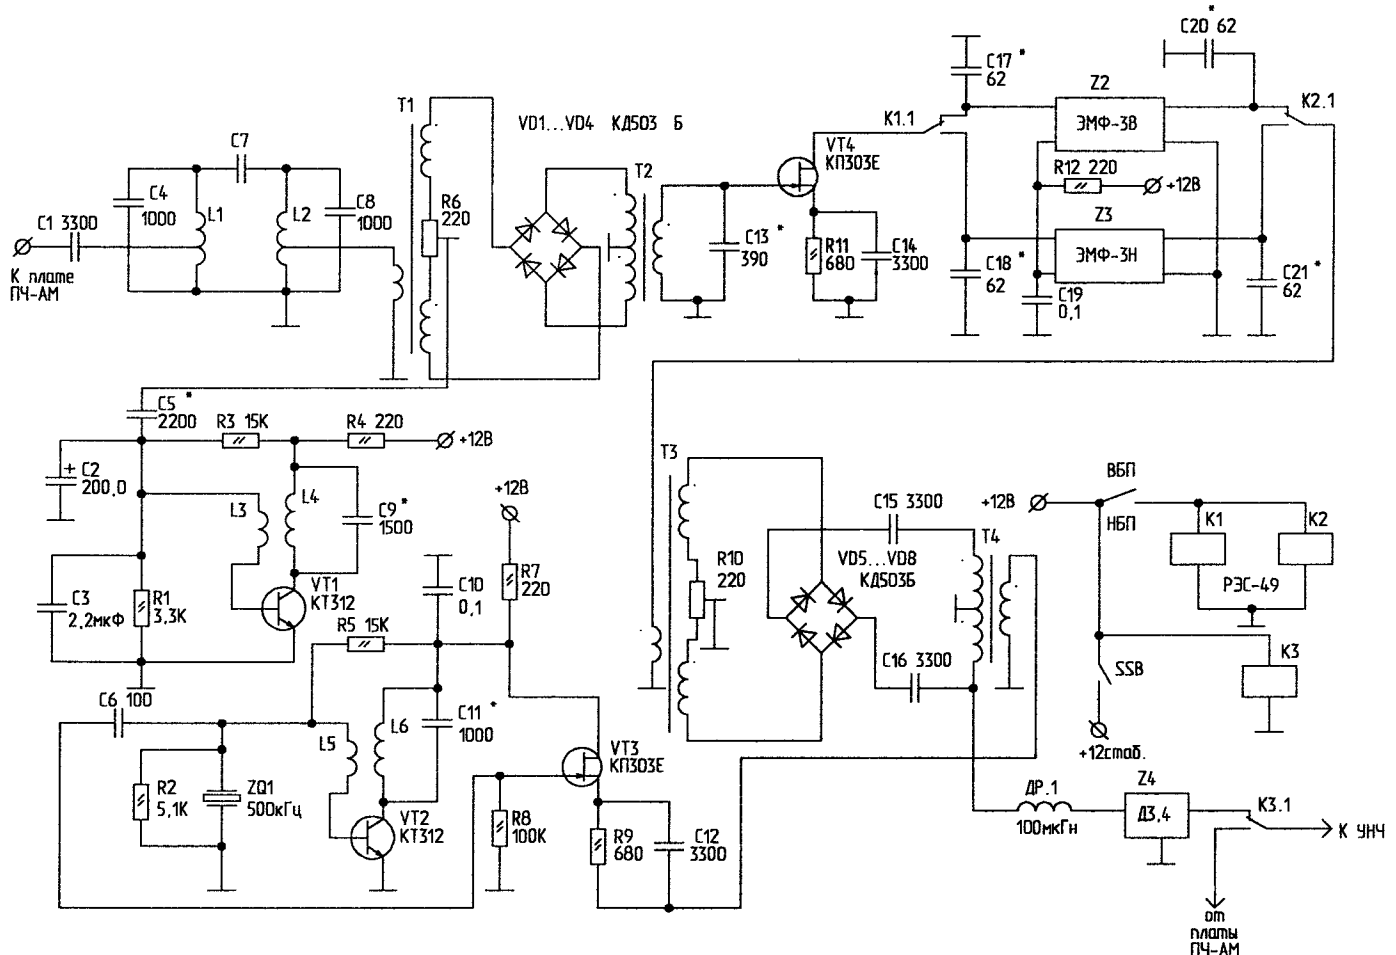 C20* 62
C17*
62
Z2
ЭМФ-3В
K2.1
K1.1
T1
VD1...VD4 КД503 Б
VT4
КП303Е
R12 220
+12В
T2
C7
C4
1000
L1
L2
C8
1000
R6
220
C1 3300
К плате
ПЧ-АМ
C13*
390
R11
680
C14
3300
Z3
ЭМФ-3Н
C18*
62
C19
0,1
C21*
62
C5*
2200
R3 15К
R4 220
+12В
C2
200,0
+
L3
L4
C9*
1500
+12В
T3
C15 3300
+12В
ВБП
НБП
K1
K2
РЭС-49
T4
VD5...VD8
КД503Б
R10
220
VT1
КТ312
C10
0,1
R7
220
C3
2,2мкФ
R1
3,3К
R5 15К
C16 3300
K3
SSB
+12стаб.
C6 100
L5
L6
C11*
1000
VT3
КП303Е
R2
5,1К
ZQ1
500кГц
VT2
КТ312
R8
100К
R9
680
C12
3300
ДР.1
100мкГн
Z4
Д3,4
K3.1
К УНЧ
от
платы
ПЧ-АМ